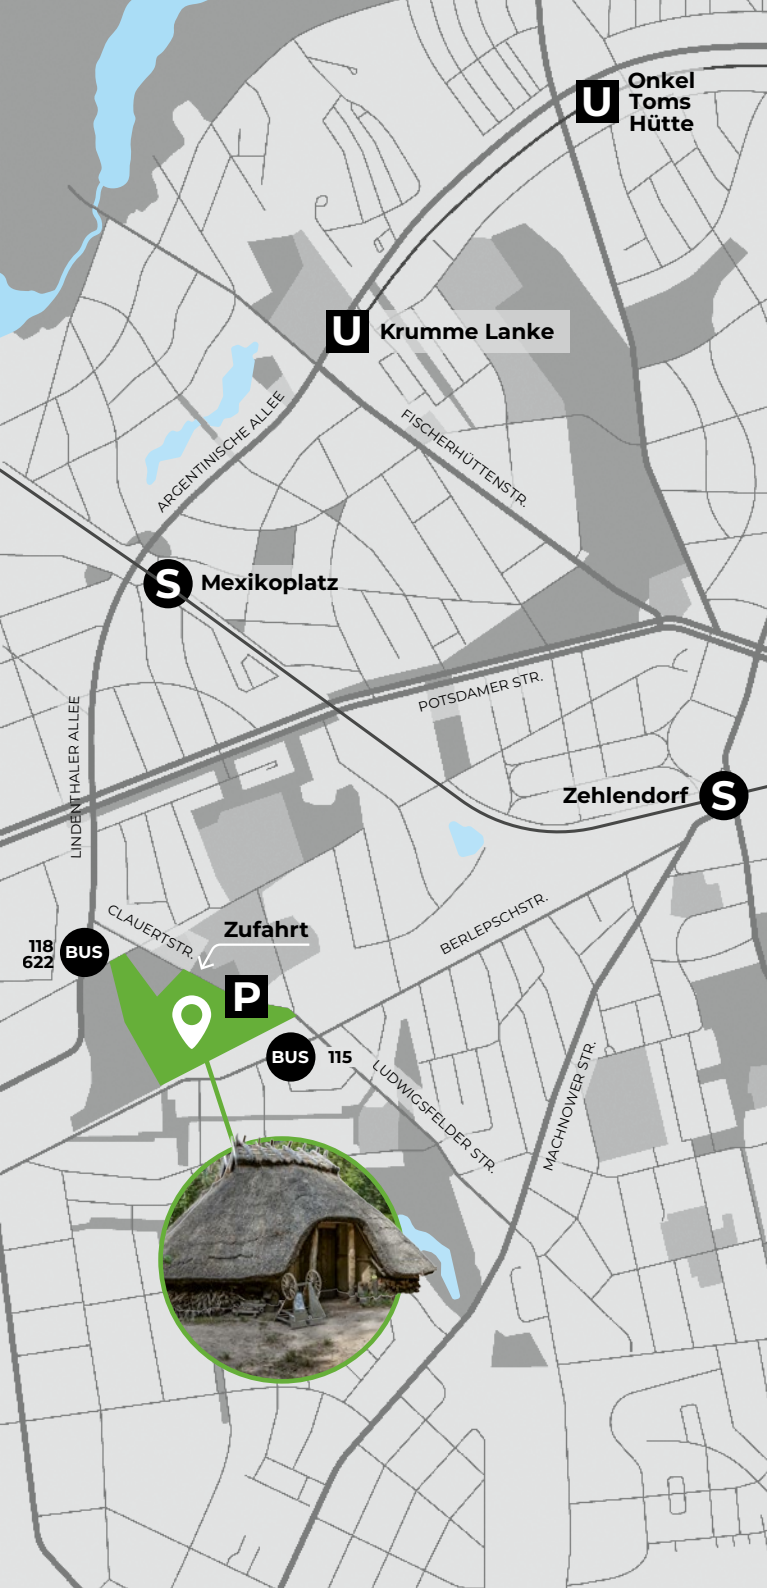 U
Onkel
Toms
Hütte
U
Krumme Lanke
ARGENTINISCHE ALLEE
FISCHERHÜTTENSTR.
S
Mexikoplatz
POTSDAMER STR.
LINDENTHALER ALLEE
Zehlendorf
S
CLAUERTSTR.
BERLEPSCHSTR.
Zufahrt
118
622
BUS
P
BUS
115
LUDWIGSFELDER STR.
MACHNOWER STR.